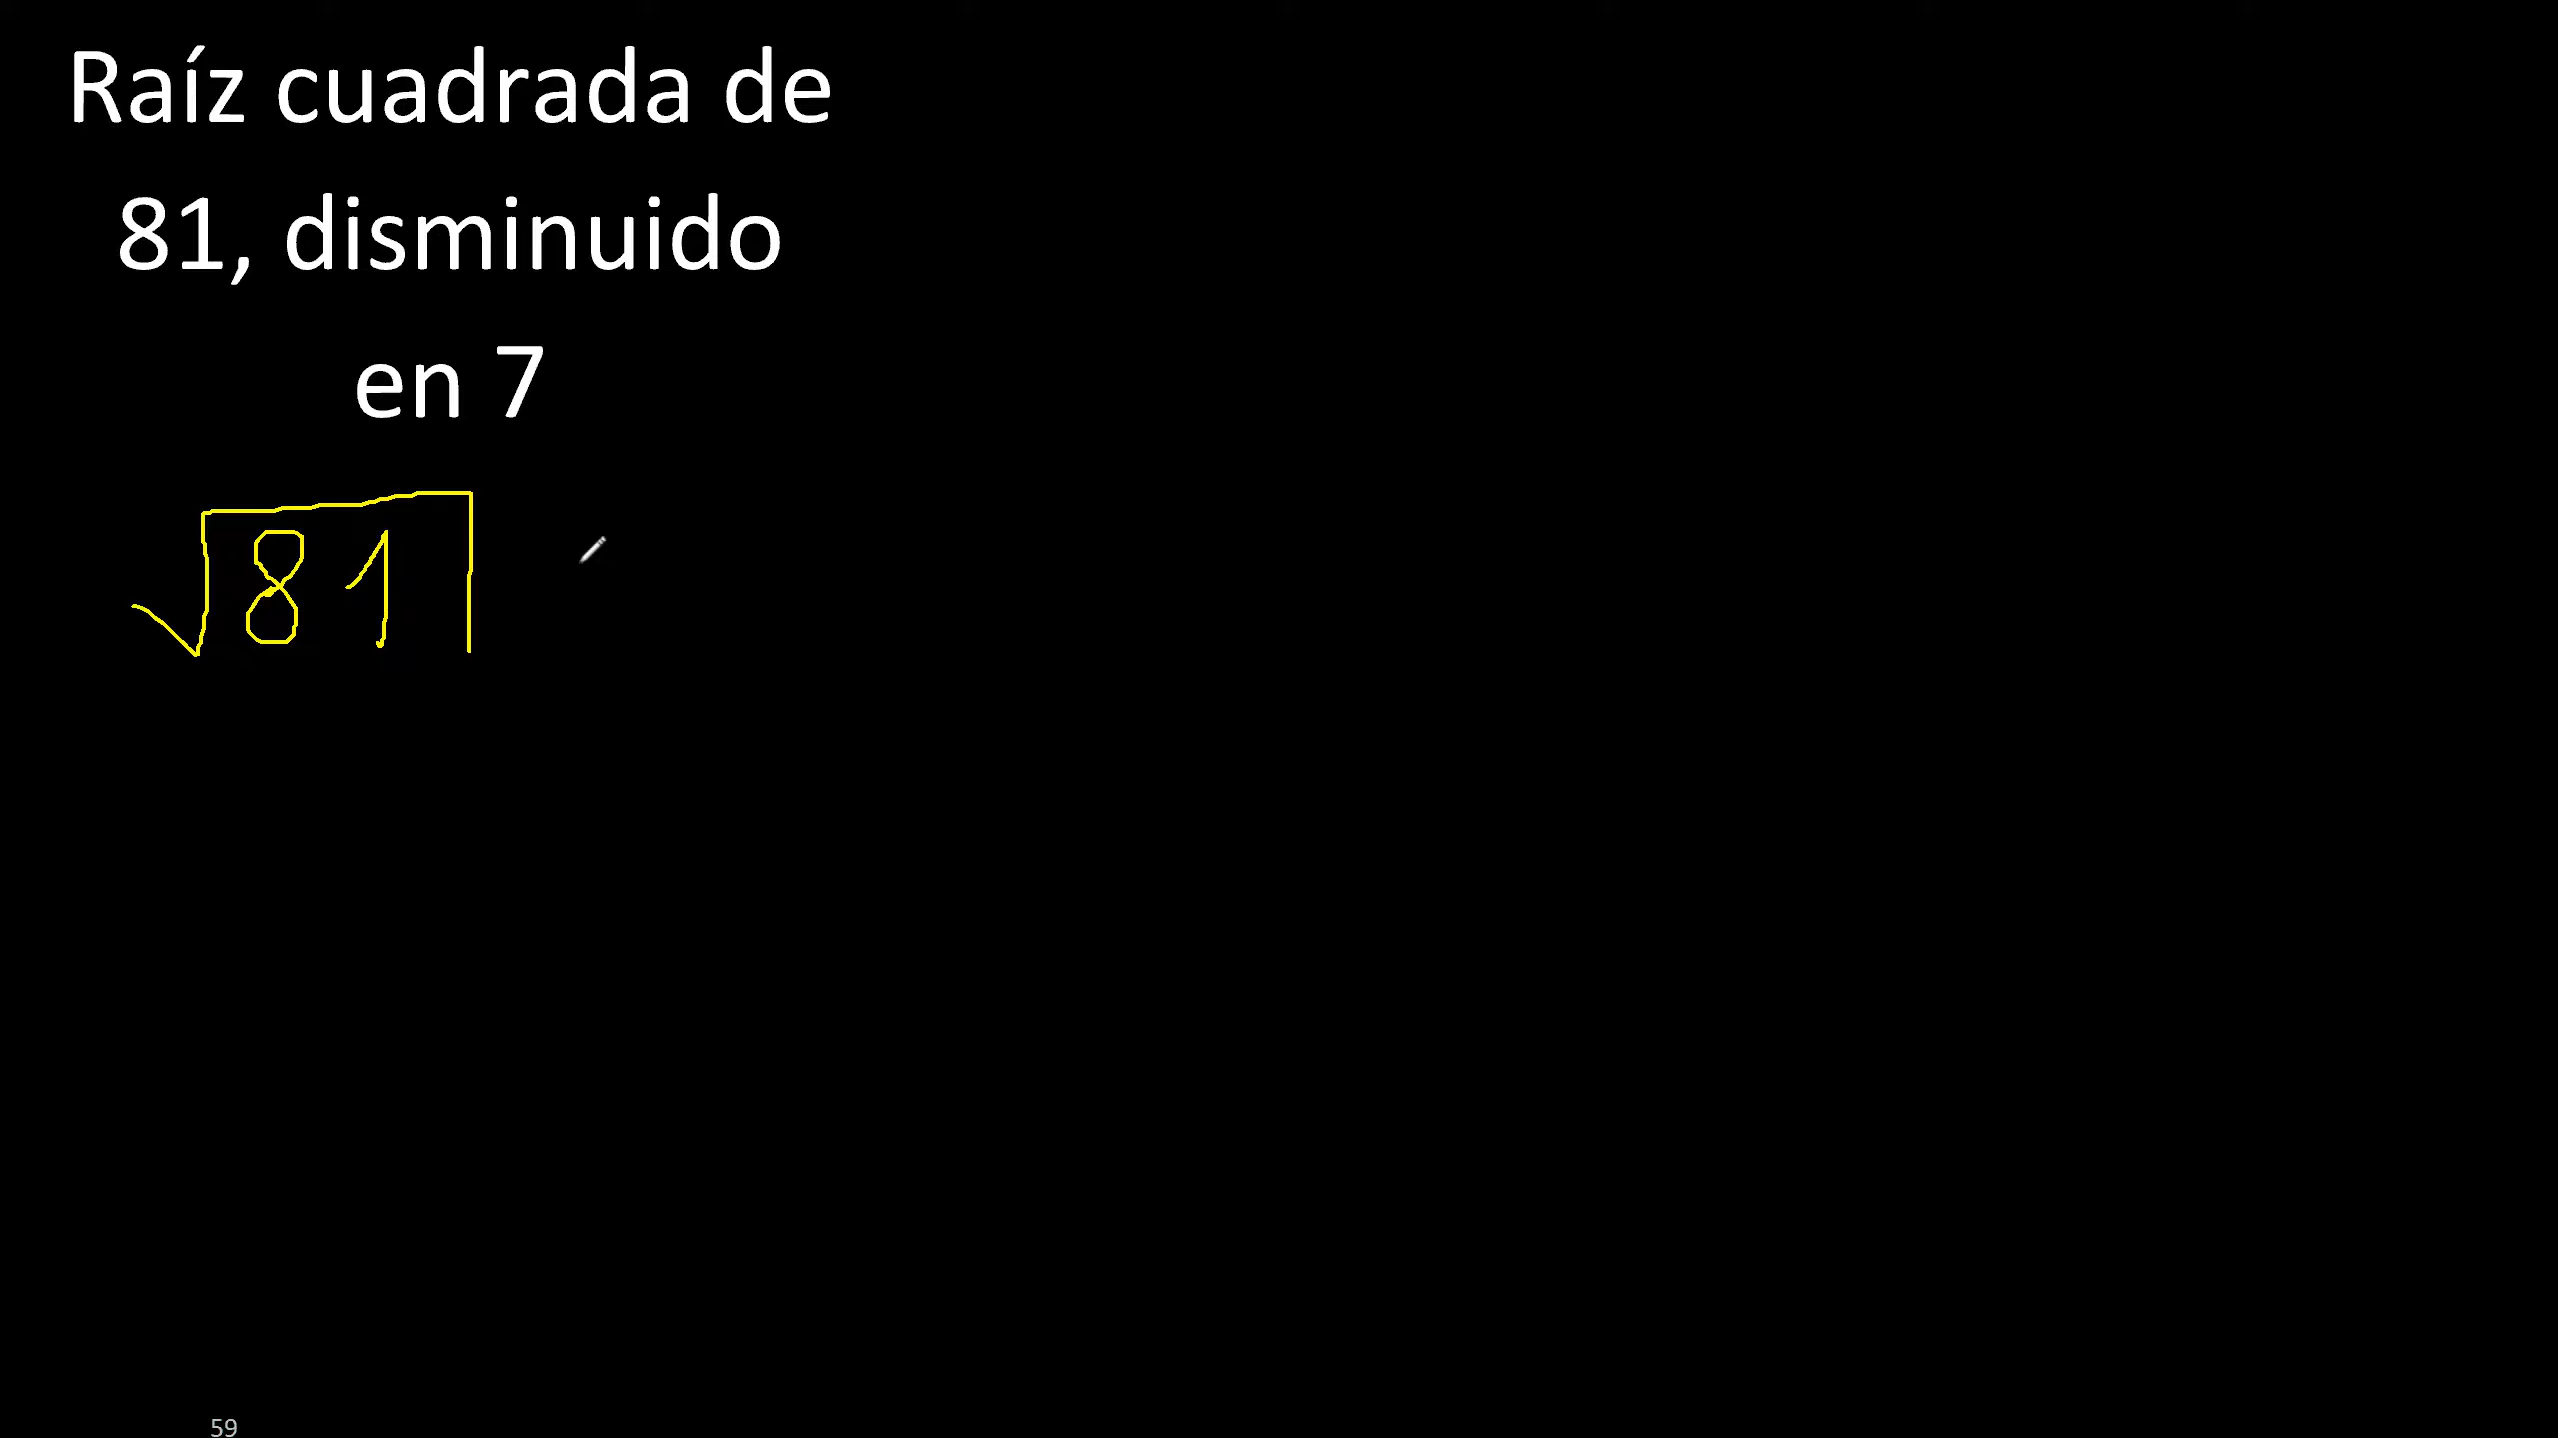 Raíz cuadrada de
81, disminuido
en 7
√81
59